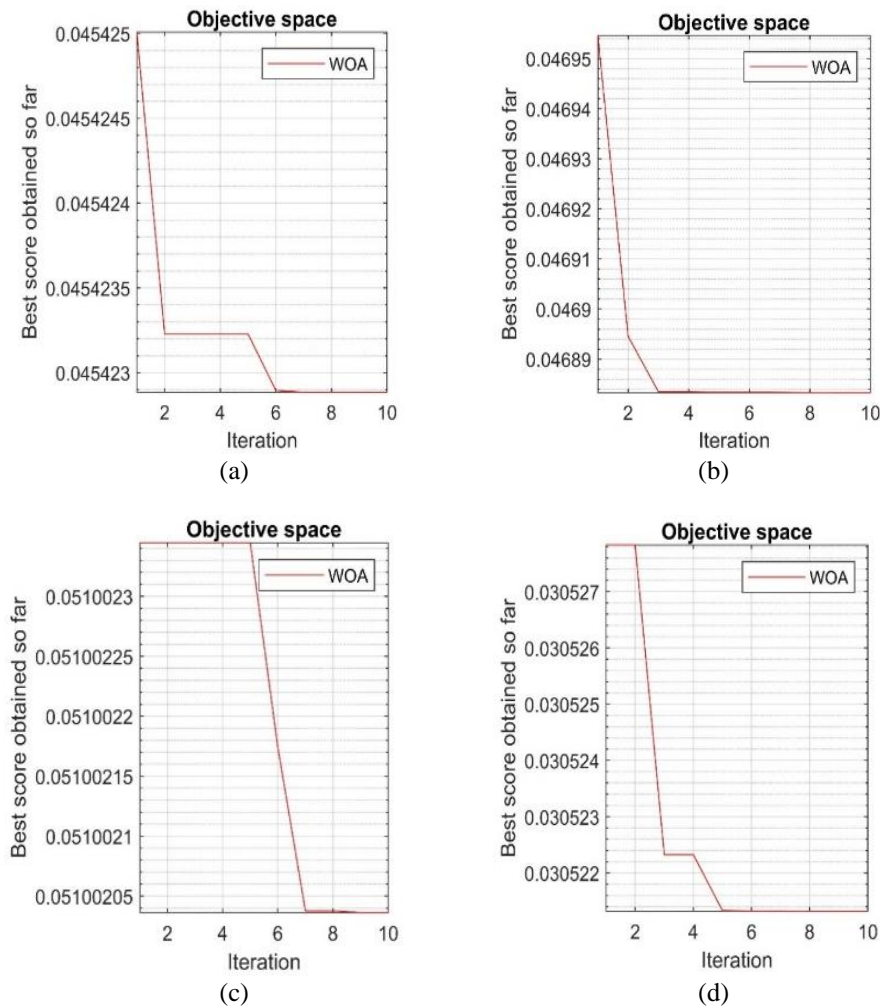 Objective space
WOA
0.045425
0.0454245
0.045424
0.0454235
0.045423
Best score obtained so far
2 4 6 8 10
Iteration
(a)
Objective space
WOA
0.04695
0.04694
0.04693
0.04692
0.04691
0.0469
0.04689
Best score obtained so far
2 4 6 8 10
Iteration
(b)
Objective space
WOA
0.0510023
0.05100225
0.0510022
0.05100215
0.0510021
0.05100205
Best score obtained so far
2 4 6 8 10
Iteration
(c)
Objective space
WOA
0.030527
0.030526
0.030525
0.030524
0.030523
0.030522
Best score obtained so far
2 4 6 8 10
Iteration
(d)